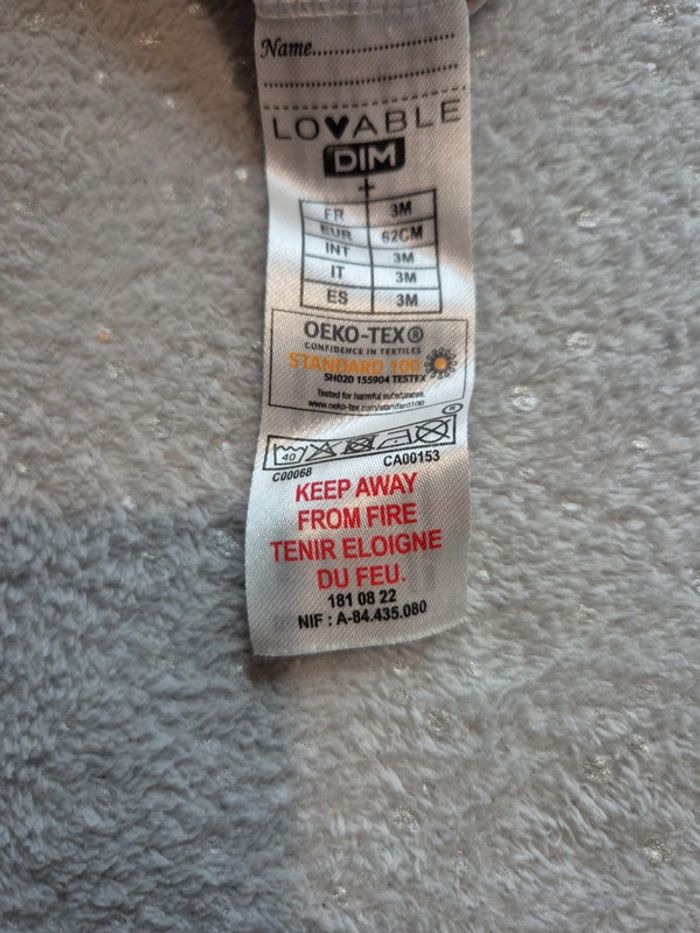 Name..............................
..........................................
LOVABLE
DIM
FR 3M
EUR 62CM
INT 3M
IT 3M
ES 3M
OEKO-TEX®
CONFIDENCE IN TEXTILES
STANDARD 100
SH020 155904 TESTEX
Tested for harmful substances.
www.oeko-tex.com/standard100
®
40
C00068 CA00153
KEEP AWAY
FROM FIRE
TENIR ELOIGNE
DU FEU.
181 08 22
NIF : A-84.435.080